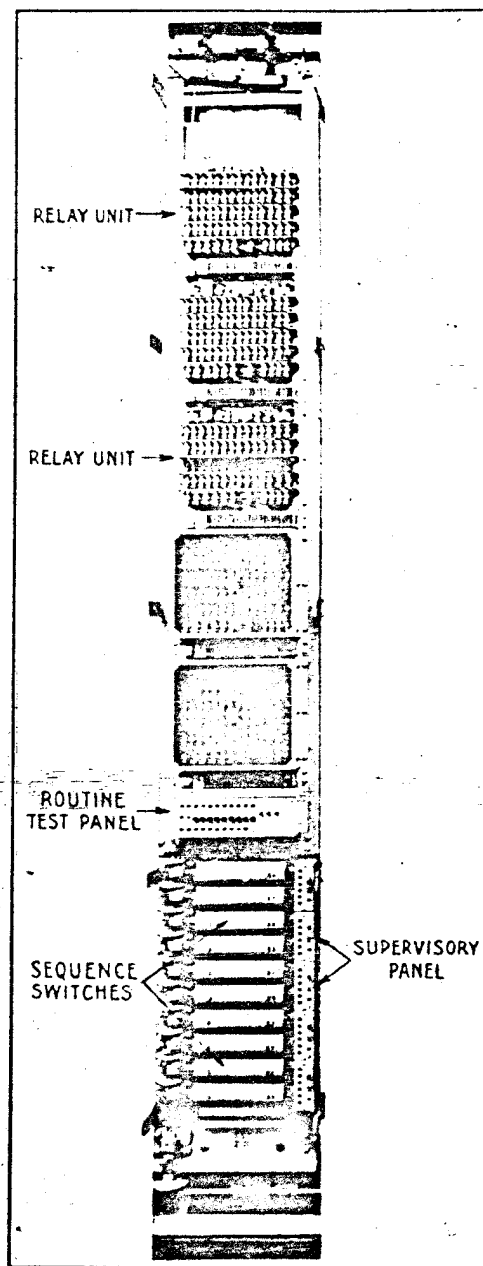 RELAY UNIT
RELAY UNIT
ROUTINE
TEST PANEL
SEQUENCE
SWITCHES
SUPERVISORY
PANEL